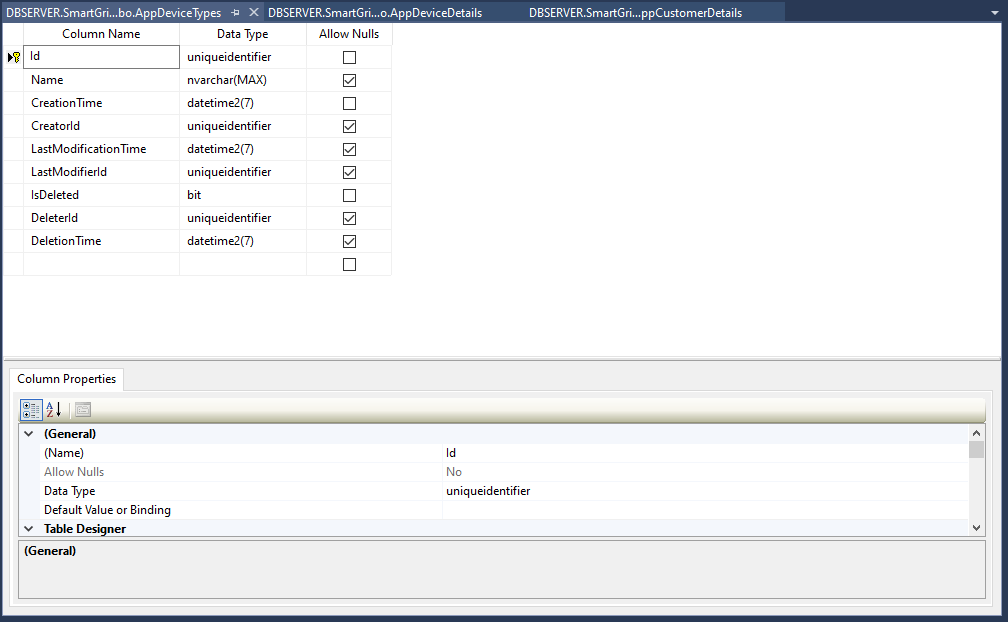 DBSERVER.SmartGri...bo.AppDeviceTypes DBSERVER.SmartGri...o.AppDeviceDetails DBSERVER.SmartGri...ppCustomerDetails
Column Name Data Type Allow Nulls
Id uniqueidentifier
Name nvarchar(MAX)
CreationTime datetime2(7)
CreatorId uniqueidentifier
LastModificationTime datetime2(7)
LastModifierId uniqueidentifier
IsDeleted bit
DeleterId uniqueidentifier
DeletionTime datetime2(7)
Column Properties
(General)
(Name) Id
Allow Nulls No
Data Type uniqueidentifier
Default Value or Binding
Table Designer
(General)